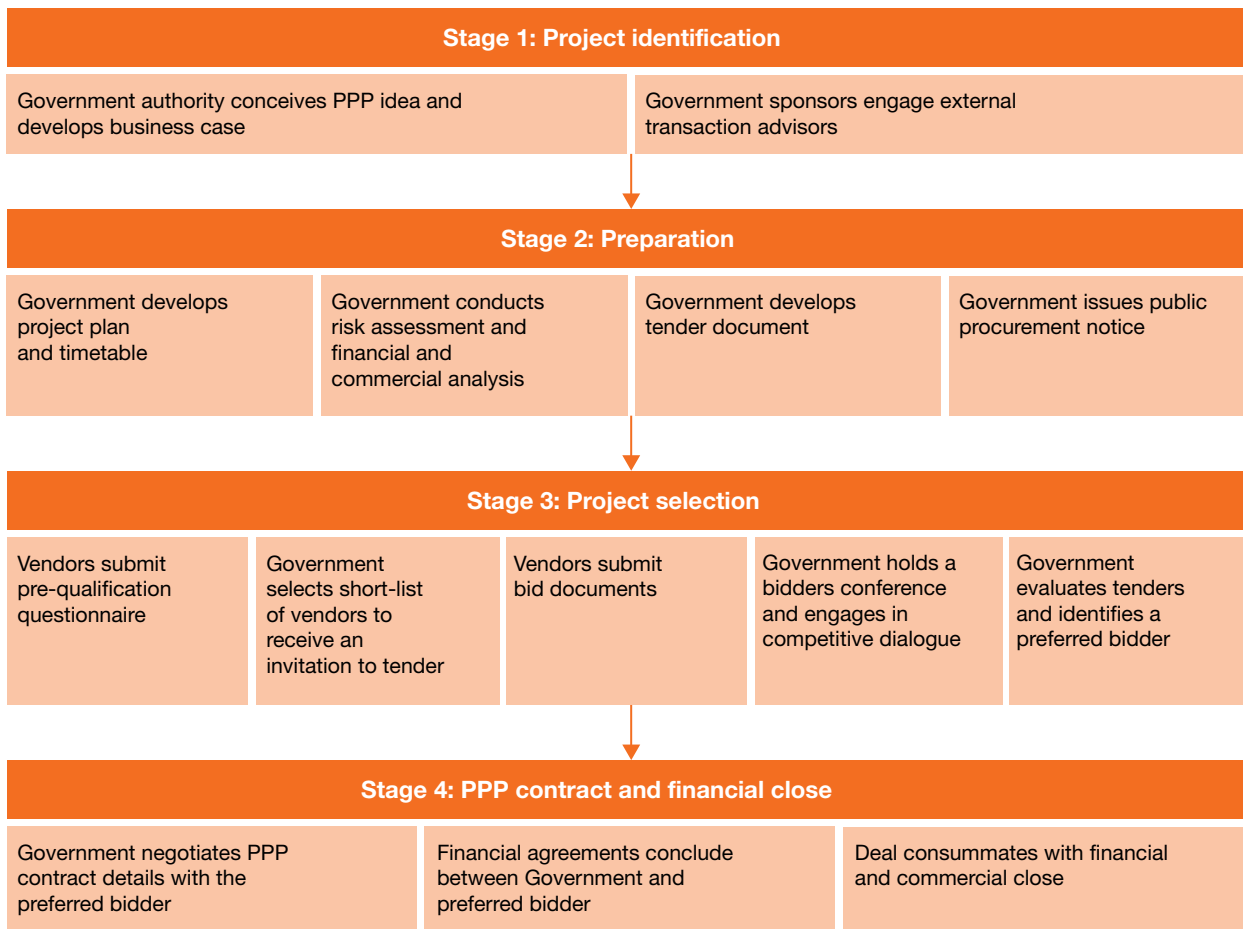 Stage 1: Project identification
Government authority conceives PPP idea and
develops business case
Government sponsors engage external
transaction advisors
Stage 2: Preparation
Government develops
project plan
and timetable
Government conducts
risk assessment and
financial and
commercial analysis
Government develops
tender document
Government issues public
procurement notice
Stage 3: Project selection
Vendors submit
pre-qualification
questionnaire
Government
selects short-list
of vendors to
receive an
invitation to tender
Vendors submit
bid documents
Government holds a
bidders conference
and engages in
competitive dialogue
Government
evaluates tenders
and identifies a
preferred bidder
Stage 4: PPP contract and financial close
Government negotiates PPP
contract details with the
preferred bidder
Financial agreements conclude
between Government and
preferred bidder
Deal consummates with financial
and commercial close